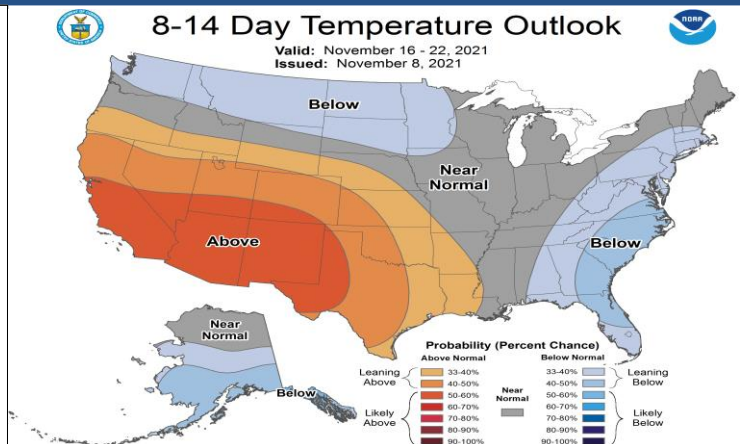 8-14 Day Temperature Outlook
NOAA
Valid: November 16 - 22, 2021
Issued: November 8, 2021
Below
Near
Normal
Above
Below
Near
Normal
Below
Probability (Percent Chance)
Above Normal Below Normal
Leaning
Above
33-40%
40-50%
Likely
Above
50-60%
60-70%
70-80%
80-90%
90-100%
Near
Normal
33-40%
40-50%
Leaning
Below
50-60%
60-70%
70-80%
80-90%
90-100%
Likely
Below